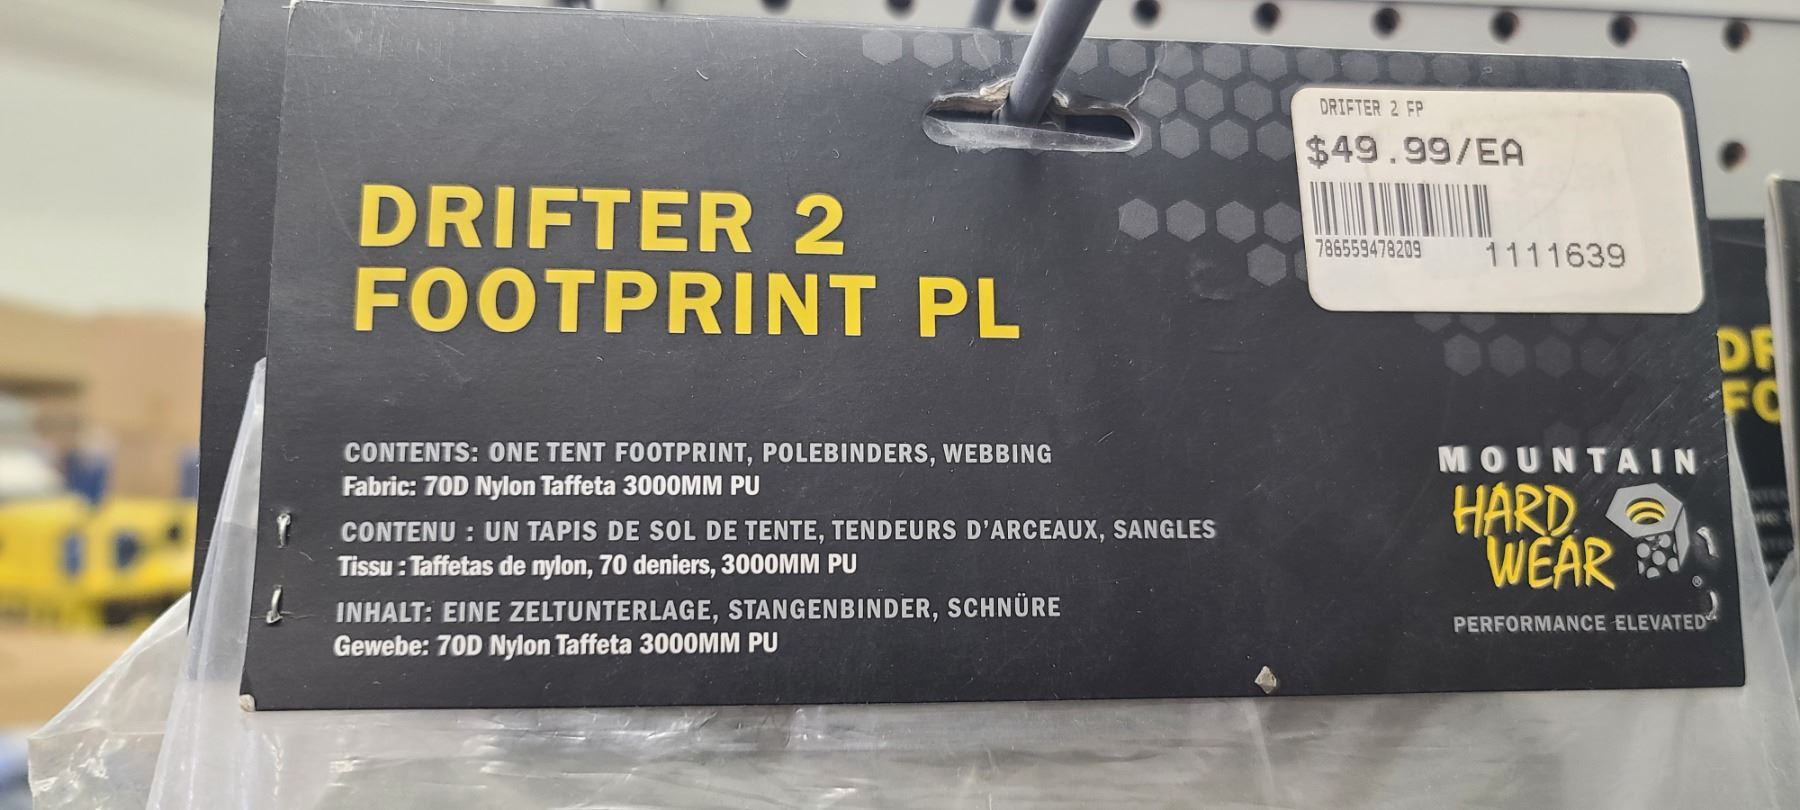 DRIFTER 2 FP
$49.99/EA
786559478209
1111639
DRIFTER 2
FOOTPRINT PL
CONTENTS: ONE TENT FOOTPRINT, POLEBINDERS, WEBBING
Fabric: 70D Nylon Taffeta 3000MM PU
CONTENU : UN TAPIS DE SOL DE TENTE, TENDEURS D'ARCEAUX, SANGLES
Tissu : Taffetas de nylon, 70 deniers, 3000MM PU
INHALT: EINE ZELTUNTERLAGE, STANGENBINDER, SCHNÜRE
Gewebe: 70D Nylon Taffeta 3000MM PU
MOUNTAIN
HARD
WEAR®
PERFORMANCE ELEVATED
DR
FO